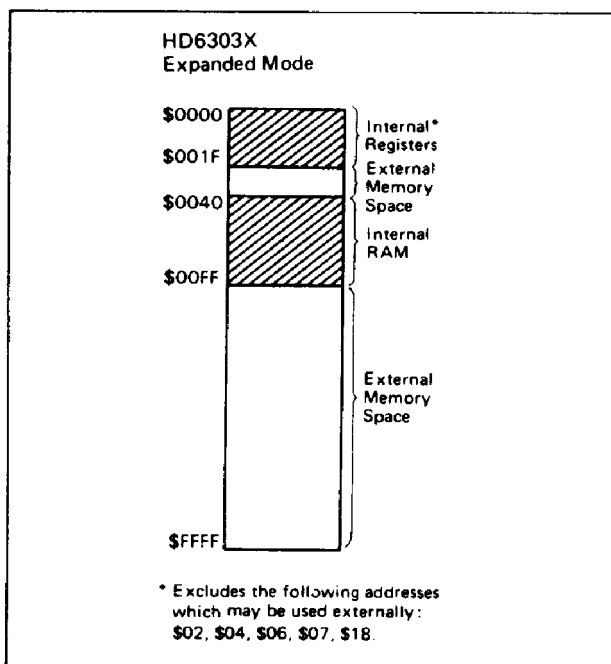 HD6303X
Expanded Mode
$0000
Internal*
Registers
$001F
External
Memory
Space
$0040
Internal
RAM
$00FF
External
Memory
Space
$FFFF
* Excludes the following addresses
which may be used externally:
$02, $04, $06, $07, $18.